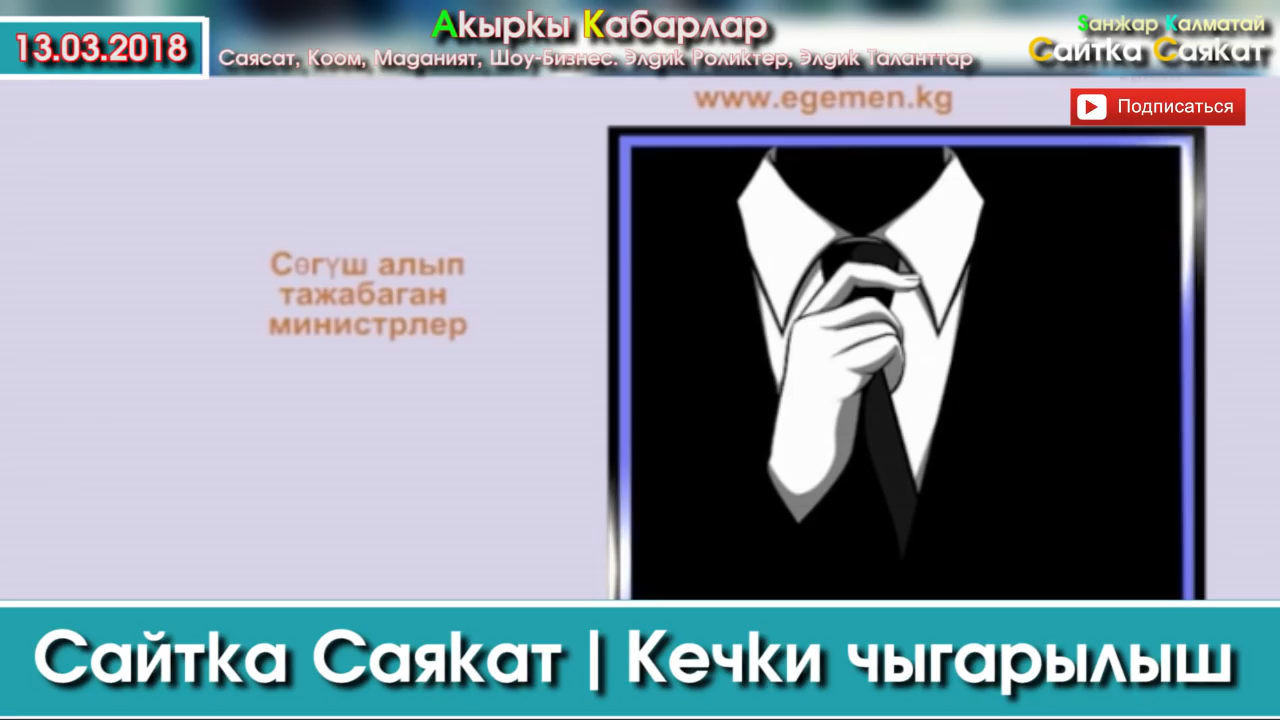 13.03.2018
Акыркы Кабарлар
Саясат, Коом, Маданият, Шоу-Бизнес. Элдик Роликтер, Элдик Таланттар
Sанжар Калматай
Сайтка Саякат
www.egemen.kg
Подписаться
Сөгүш алып
тажабаган
министрлер
Сайтка Саякат | Кечки чыгарылыш